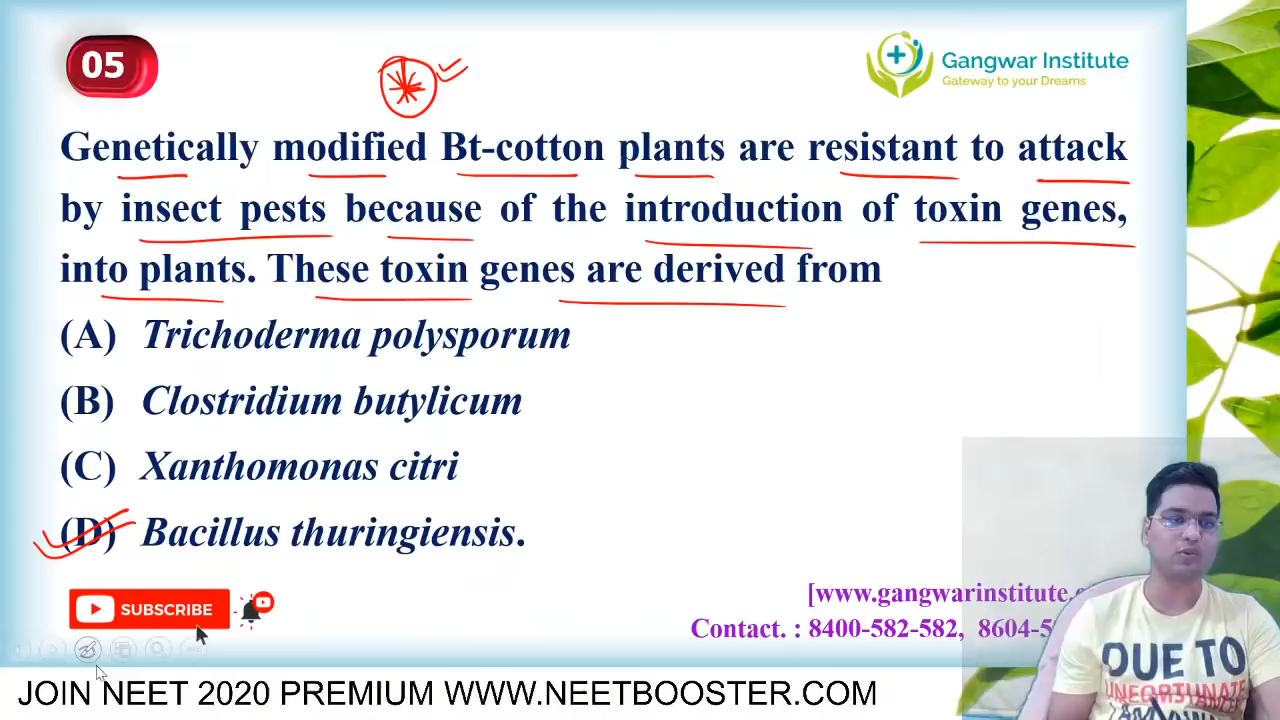 05
Gangwar Institute
Gateway to your Dreams
Genetically modified Bt-cotton plants are resistant to attack
by insect pests because of the introduction of toxin genes,
into plants. These toxin genes are derived from
(A) Trichoderma polysporum
(B) Clostridium butylicum
(C) Xanthomonas citri
(D) Bacillus thuringiensis.
SUBSCRIBE
[www.gangwarinstitute.
Contact. : 8400-582-582, 8604-5
DUE TO
UNFORTUNATE
JOIN NEET 2020 PREMIUM WWW.NEETBOOSTER.COM